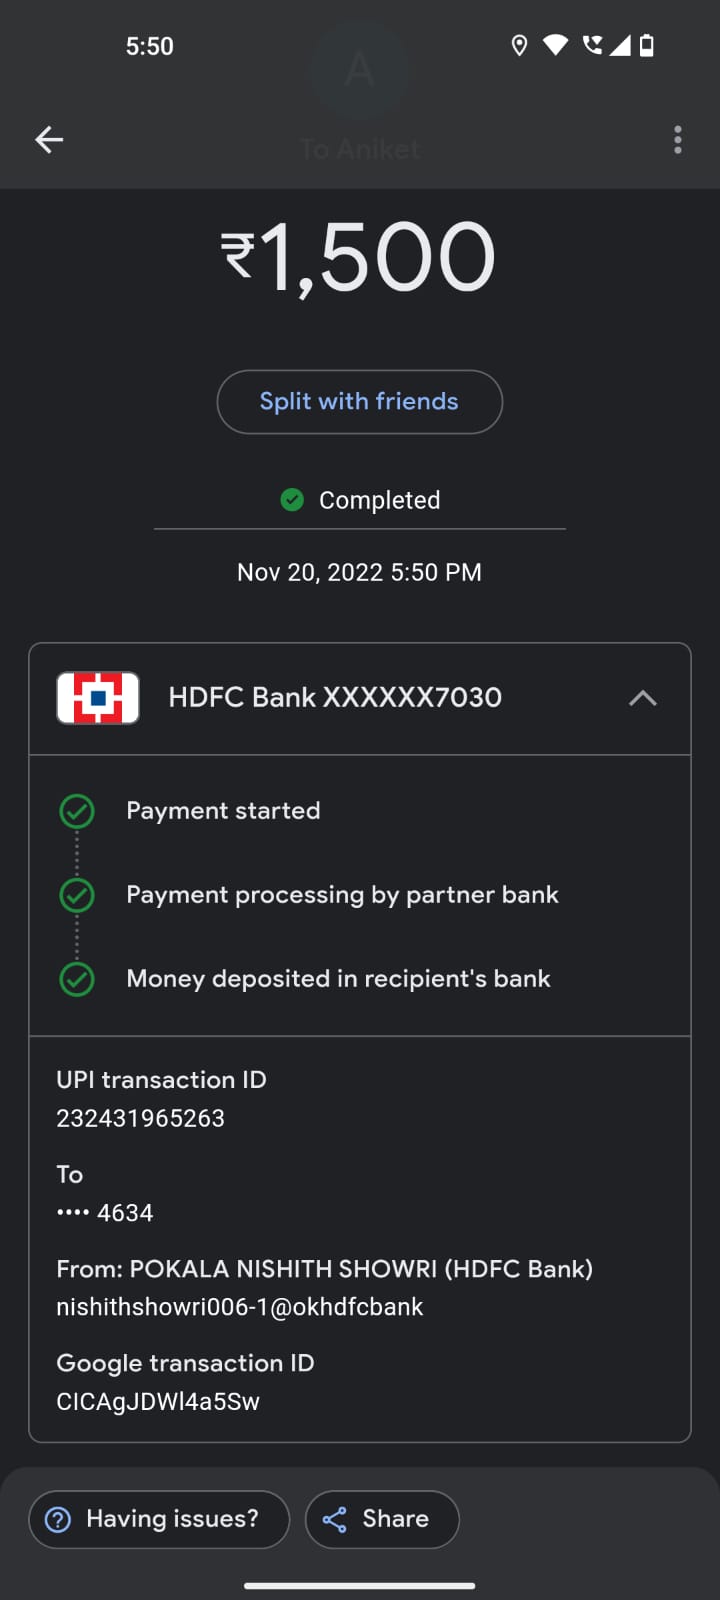 5:50
A
To Aniket
₹1,500
Split with friends
Completed
Nov 20, 2022 5:50 PM
HDFC Bank XXXXXX7030
Payment started
Payment processing by partner bank
Money deposited in recipient's bank
UPI transaction ID
232431965263
To
•••• 4634
From: POKALA NISHITH SHOWRI (HDFC Bank)
nishithshowri006-1@okhdfcbank
Google transaction ID
CICAgJDWl4a5Sw
Having issues?
Share